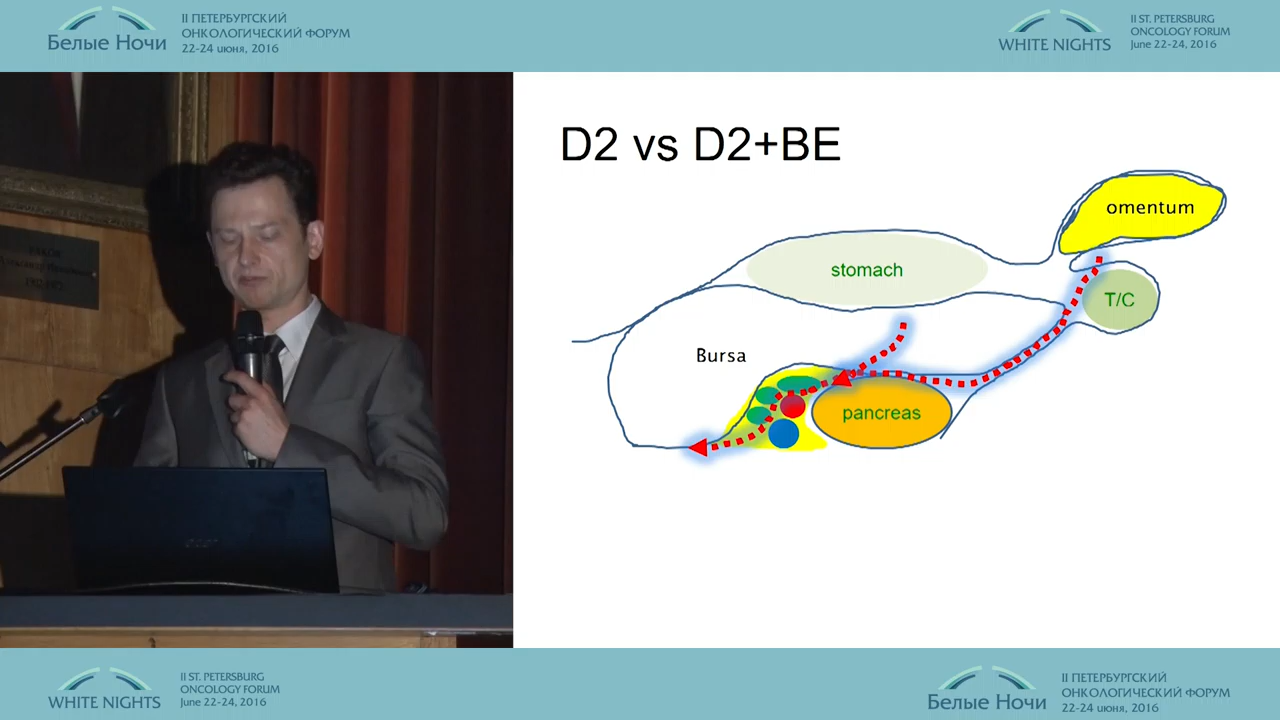 II ПЕТЕРБУРГСКИЙ
ОНКОЛОГИЧЕСКИЙ ФОРУМ
Белые Ночи
22-24 июня, 2016
II ST. PETERSBURG
ONCOLOGY FORUM
WHITE NIGHTS
June 22-24, 2016
D2 vs D2+BE
omentum
stomach
T/C
Bursa
pancreas
II ST. PETERSBURG
ONCOLOGY FORUM
WHITE NIGHTS
June 22-24, 2016
II ПЕТЕРБУРГСКИЙ
ОНКОЛОГИЧЕСКИЙ ФОРУМ
Белые Ночи
22-24 июня, 2016